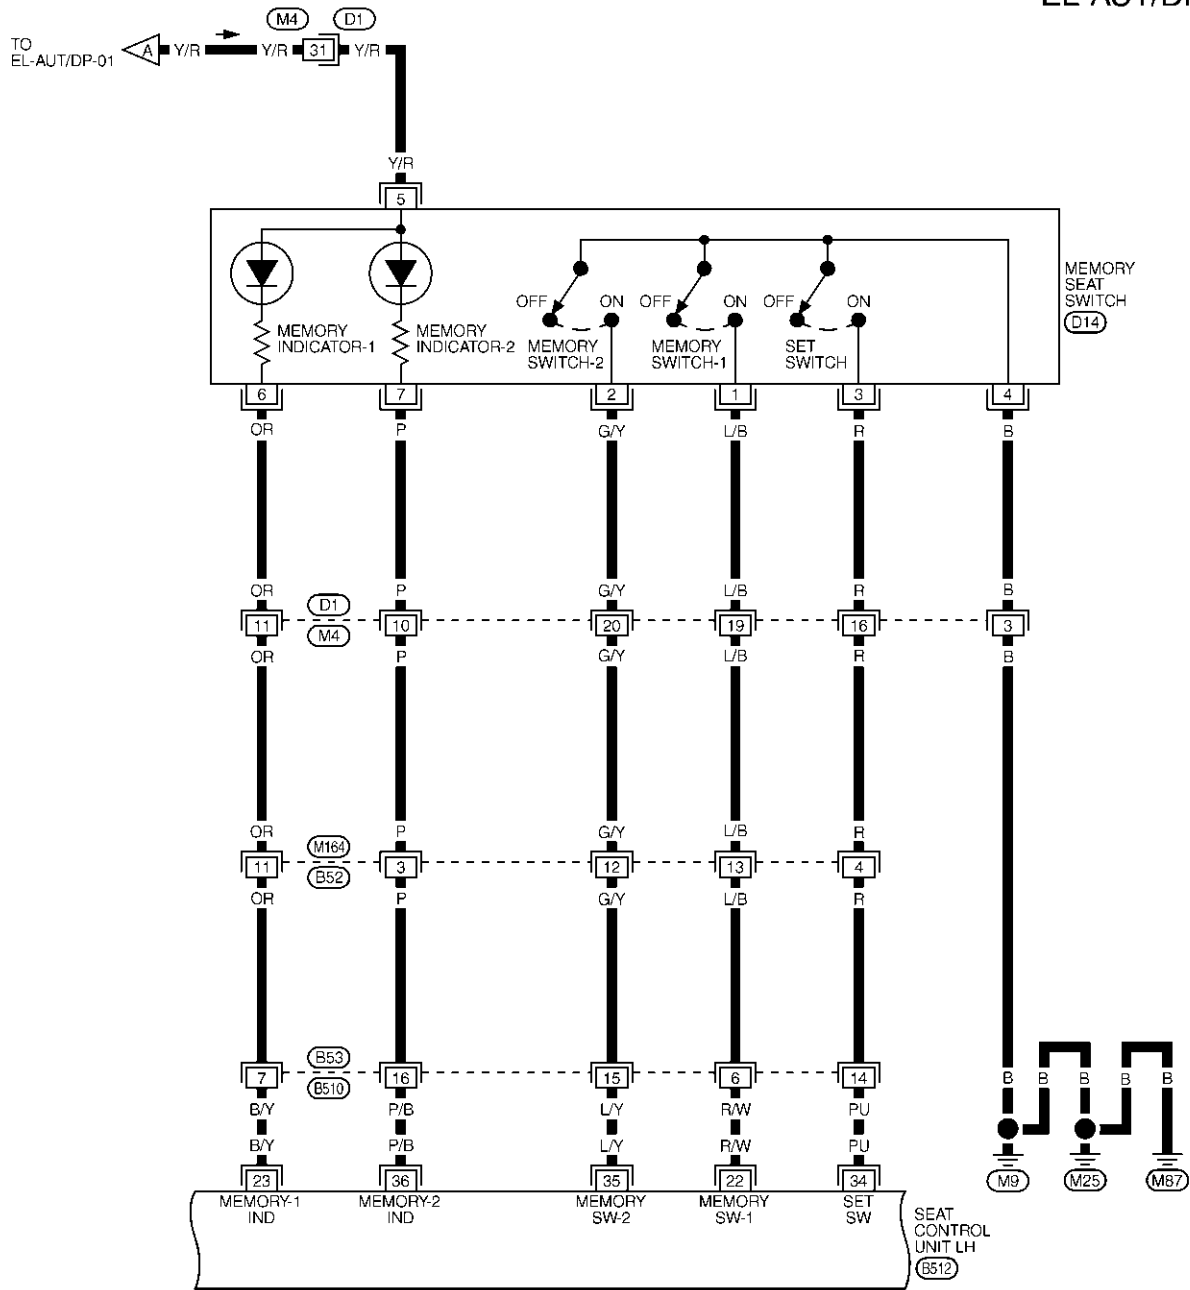 EL-AUT/DP
M4 D1
TO
EL-AUT/DP-01
A Y/R Y/R 31 Y/R
Y/R
5
MEMORY
SEAT
SWITCH
D14
OFF ON OFF ON OFF ON
MEMORY
INDICATOR-1
MEMORY
INDICATOR-2
MEMORY
SWITCH-2
MEMORY
SWITCH-1
SET
SWITCH
6 7 2 1 3 4
OR P G/Y L/B R B
OR P G/Y L/B R B
D1
11 10 20 19 16 3
M4
OR P G/Y L/B R B
OR P G/Y L/B R
M164
11 3 12 13 4
B52
OR P G/Y L/B R
B53
7 16 15 6 14
B510
B B B B B
B/Y P/B L/Y R/W PU
B/Y P/B L/Y R/W PU
23 36 35 22 34
M9 M25 M87
MEMORY-1
IND
MEMORY-2
IND
MEMORY
SW-2
MEMORY
SW-1
SET
SW
SEAT
CONTROL
UNIT LH
B512